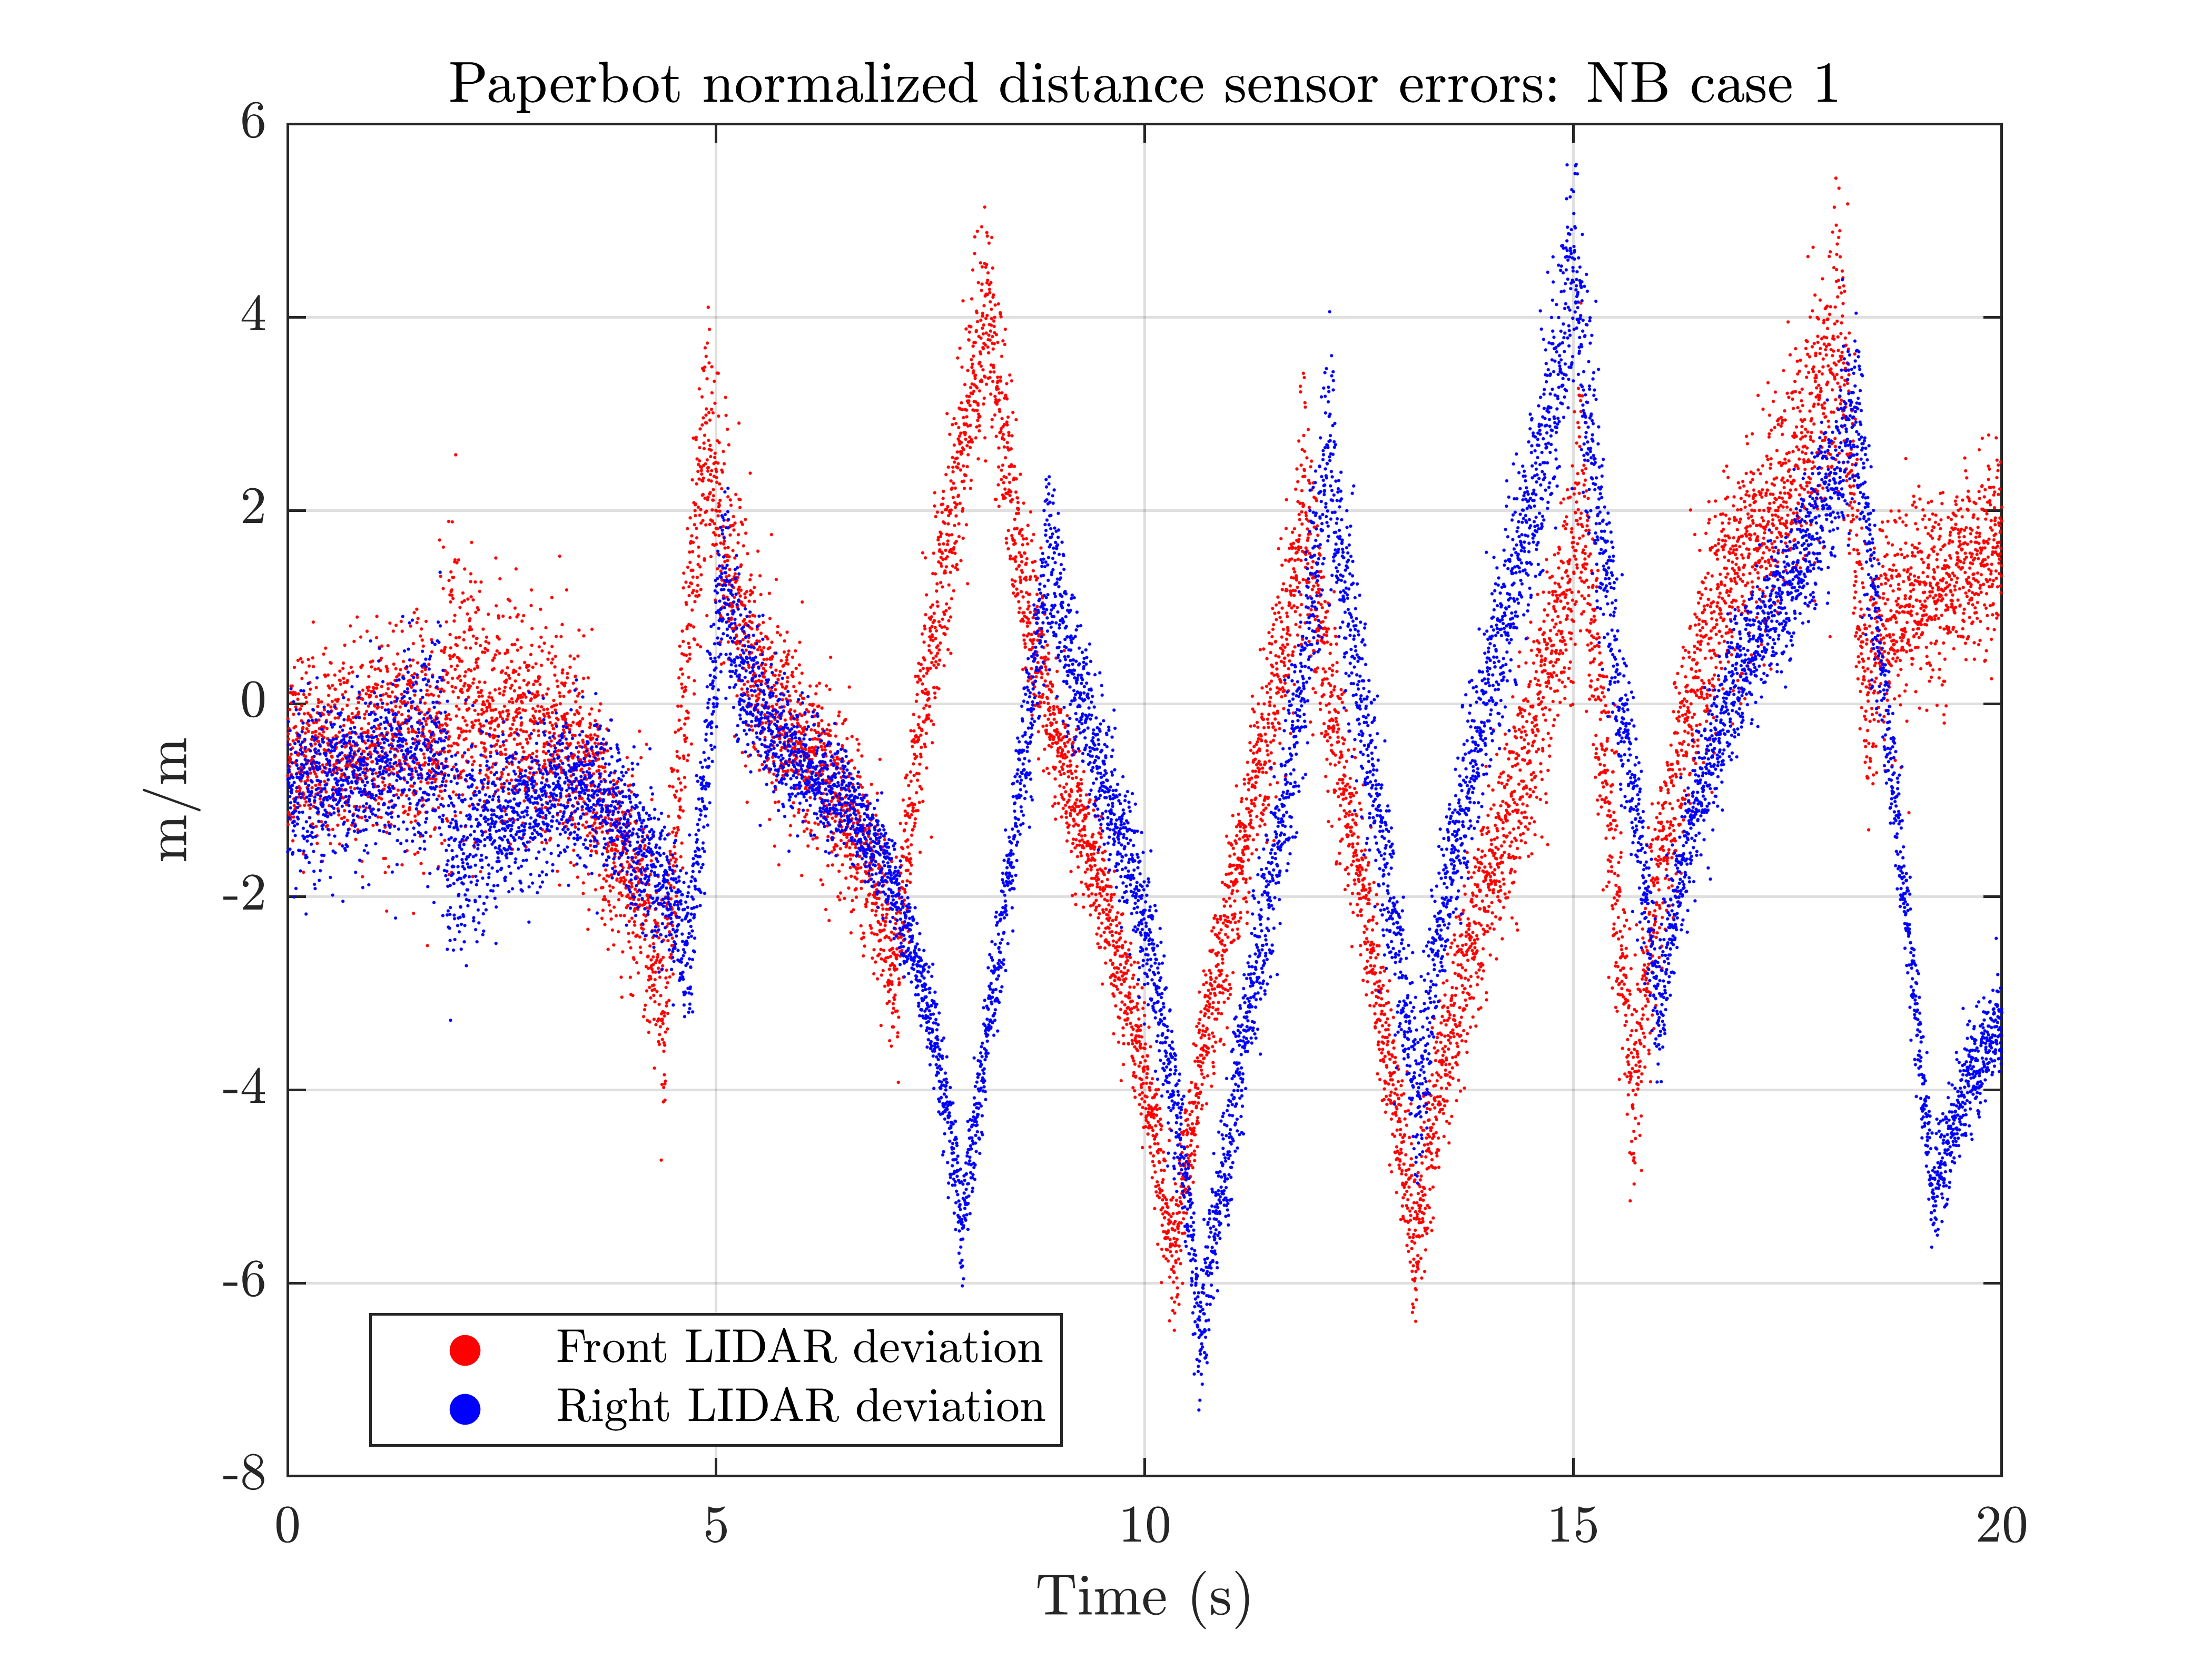 Paperbot normalized distance sensor errors: NB case 1
6
4
2
0
-2
-4
-6
-8
m/m
Front LIDAR deviation
Right LIDAR deviation
0 5 10 15 20
Time (s)